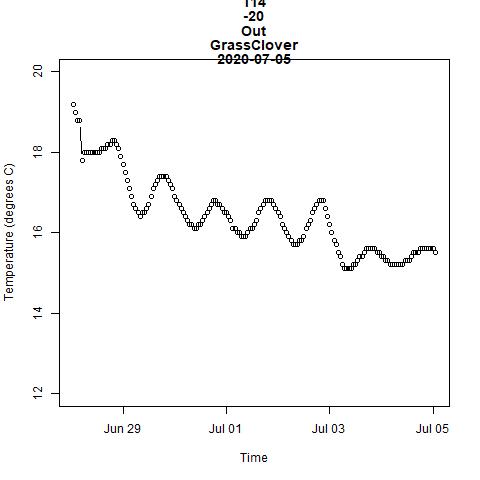 T14
-20
Out
GrassClover
2020-07-05
Temperature (degrees C)
20
18
16
14
12
Jun 29
Jul 01
Jul 03
Jul 05
Time